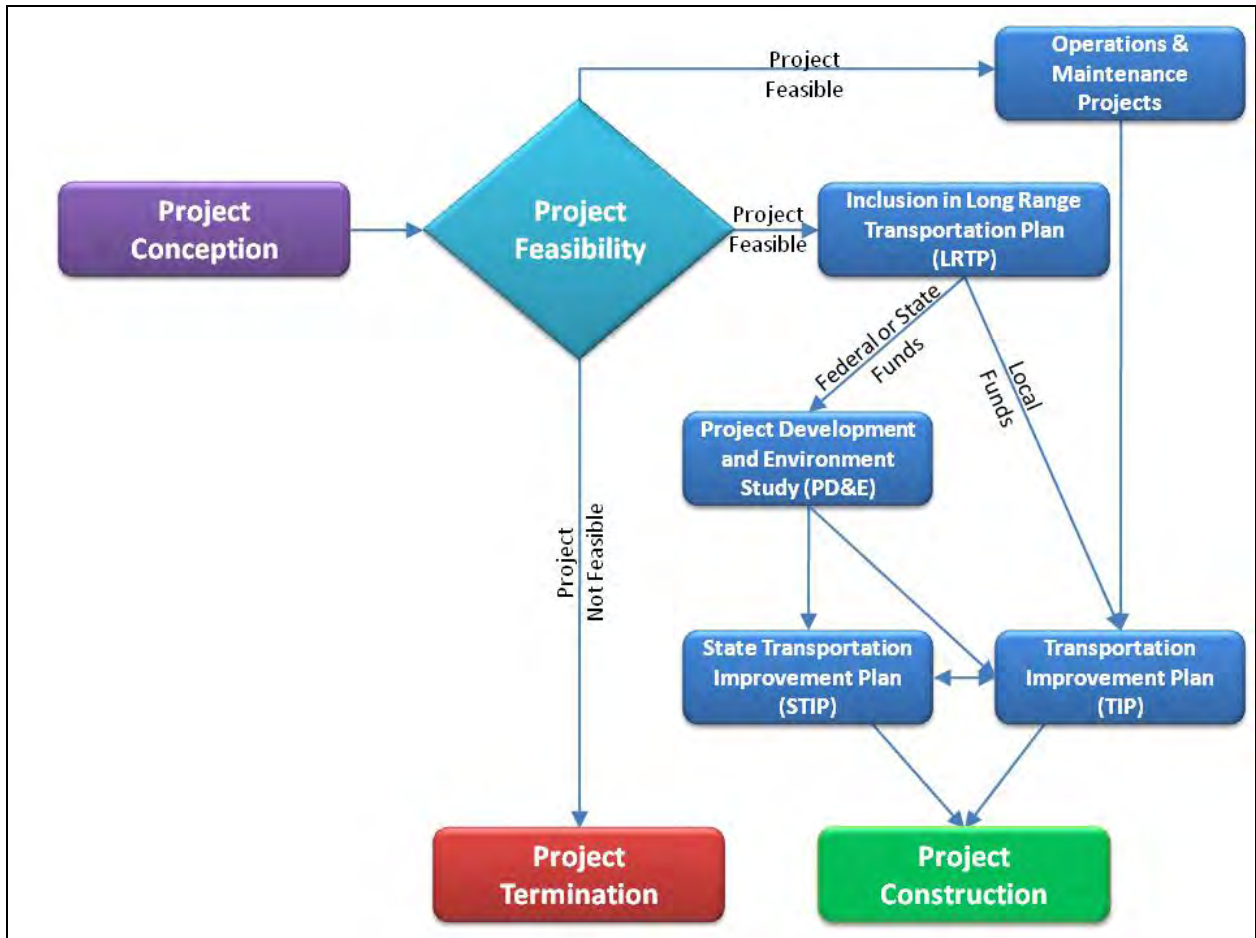 Operations &
Maintenance
Projects
Project
Feasible
Project
Conception
Project
Feasibility
Project
Feasible
Inclusion in Long Range
Transportation Plan
(LRTP)
Federal or State
Funds
Local
Funds
Project Development
and Environment
Study (PD&E)
Project
Not Feasible
State Transportation
Improvement Plan
(STIP)
Transportation
Improvement Plan
(TIP)
Project
Termination
Project
Construction